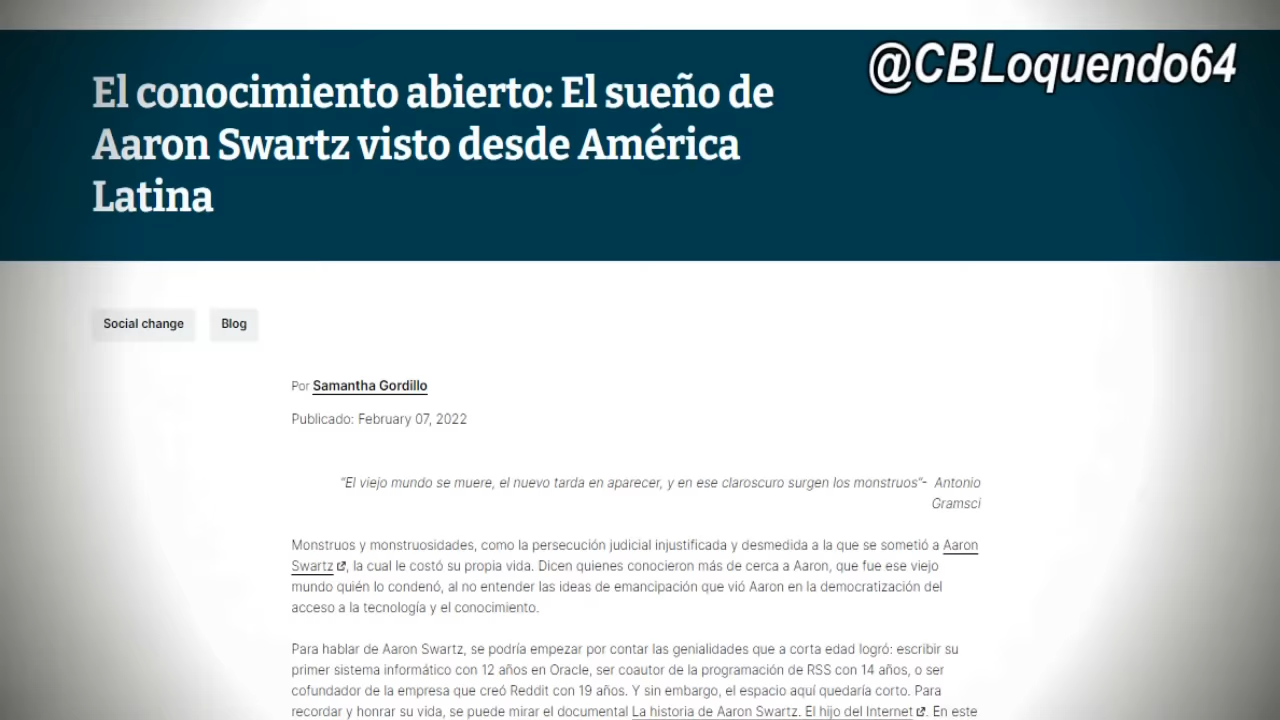 @CBLoquendo64
El conocimiento abierto: El sueño de
Aaron Swartz visto desde América
Latina
Social change
Blog
Por Samantha Gordillo
Publicado: February 07, 2022
"El viejo mundo se muere, el nuevo tarda en aparecer, y en ese claroscuro surgen los monstruos"- Antonio
Gramsci
Monstruos y monstruosidades, como la persecución judicial injustificada y desmedida a la que se sometió a Aaron
Swartz, la cual le costó su propia vida. Dicen quienes conocieron más de cerca a Aaron, que fue ese viejo
mundo quién lo condenó, al no entender las ideas de emancipación que vió Aaron en la democratización del
acceso a la tecnología y el conocimiento.
Para hablar de Aaron Swartz, se podría empezar por contar las genialidades que a corta edad logró: escribir su
primer sistema informático con 12 años en Oracle, ser coautor de la programación de RSS con 14 años, o ser
cofundador de la empresa que creó Reddit con 19 años. Y sin embargo, el espacio aquí quedaría corto. Para
recordar y honrar su vida, se puede mirar el documental La historia de Aaron Swartz. El hijo del Internet. En este